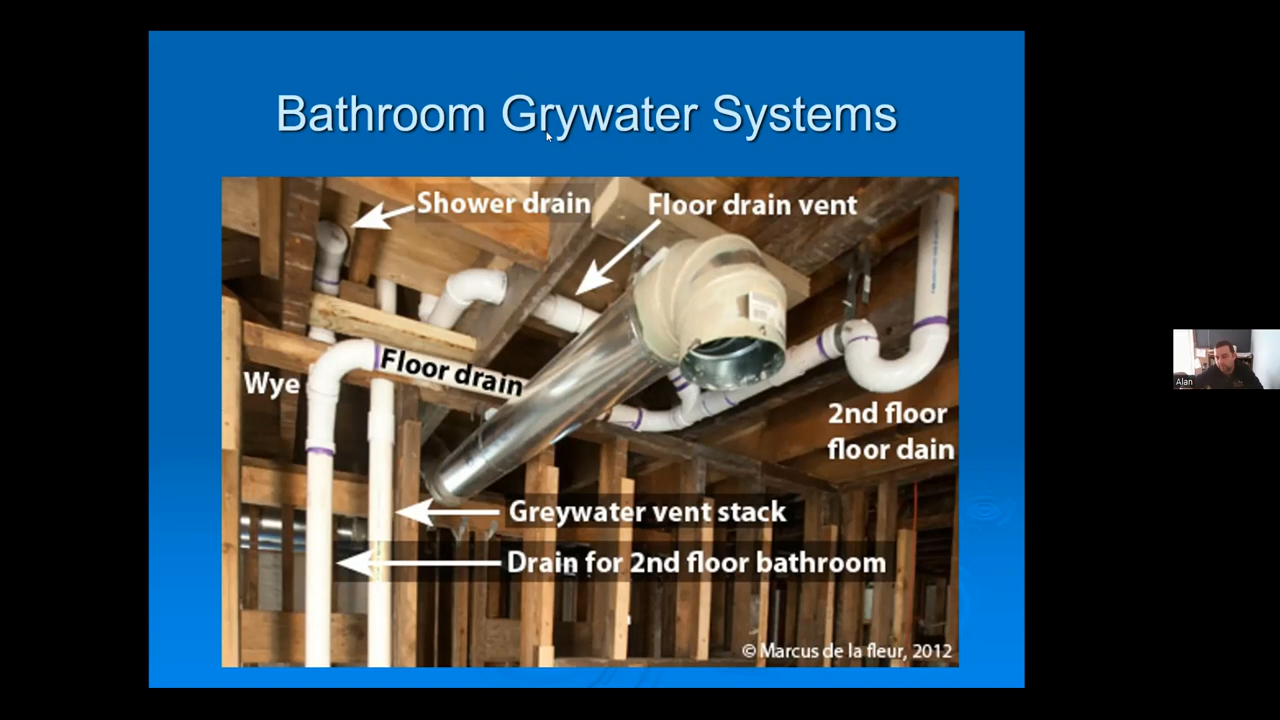 Bathroom Grywater Systems
Shower drain
Floor drain vent
Floor drain
Wye
2nd floor
floor dain
Greywater vent stack
Drain for 2nd floor bathroom
© Marcus de la fleur, 2012
Alan